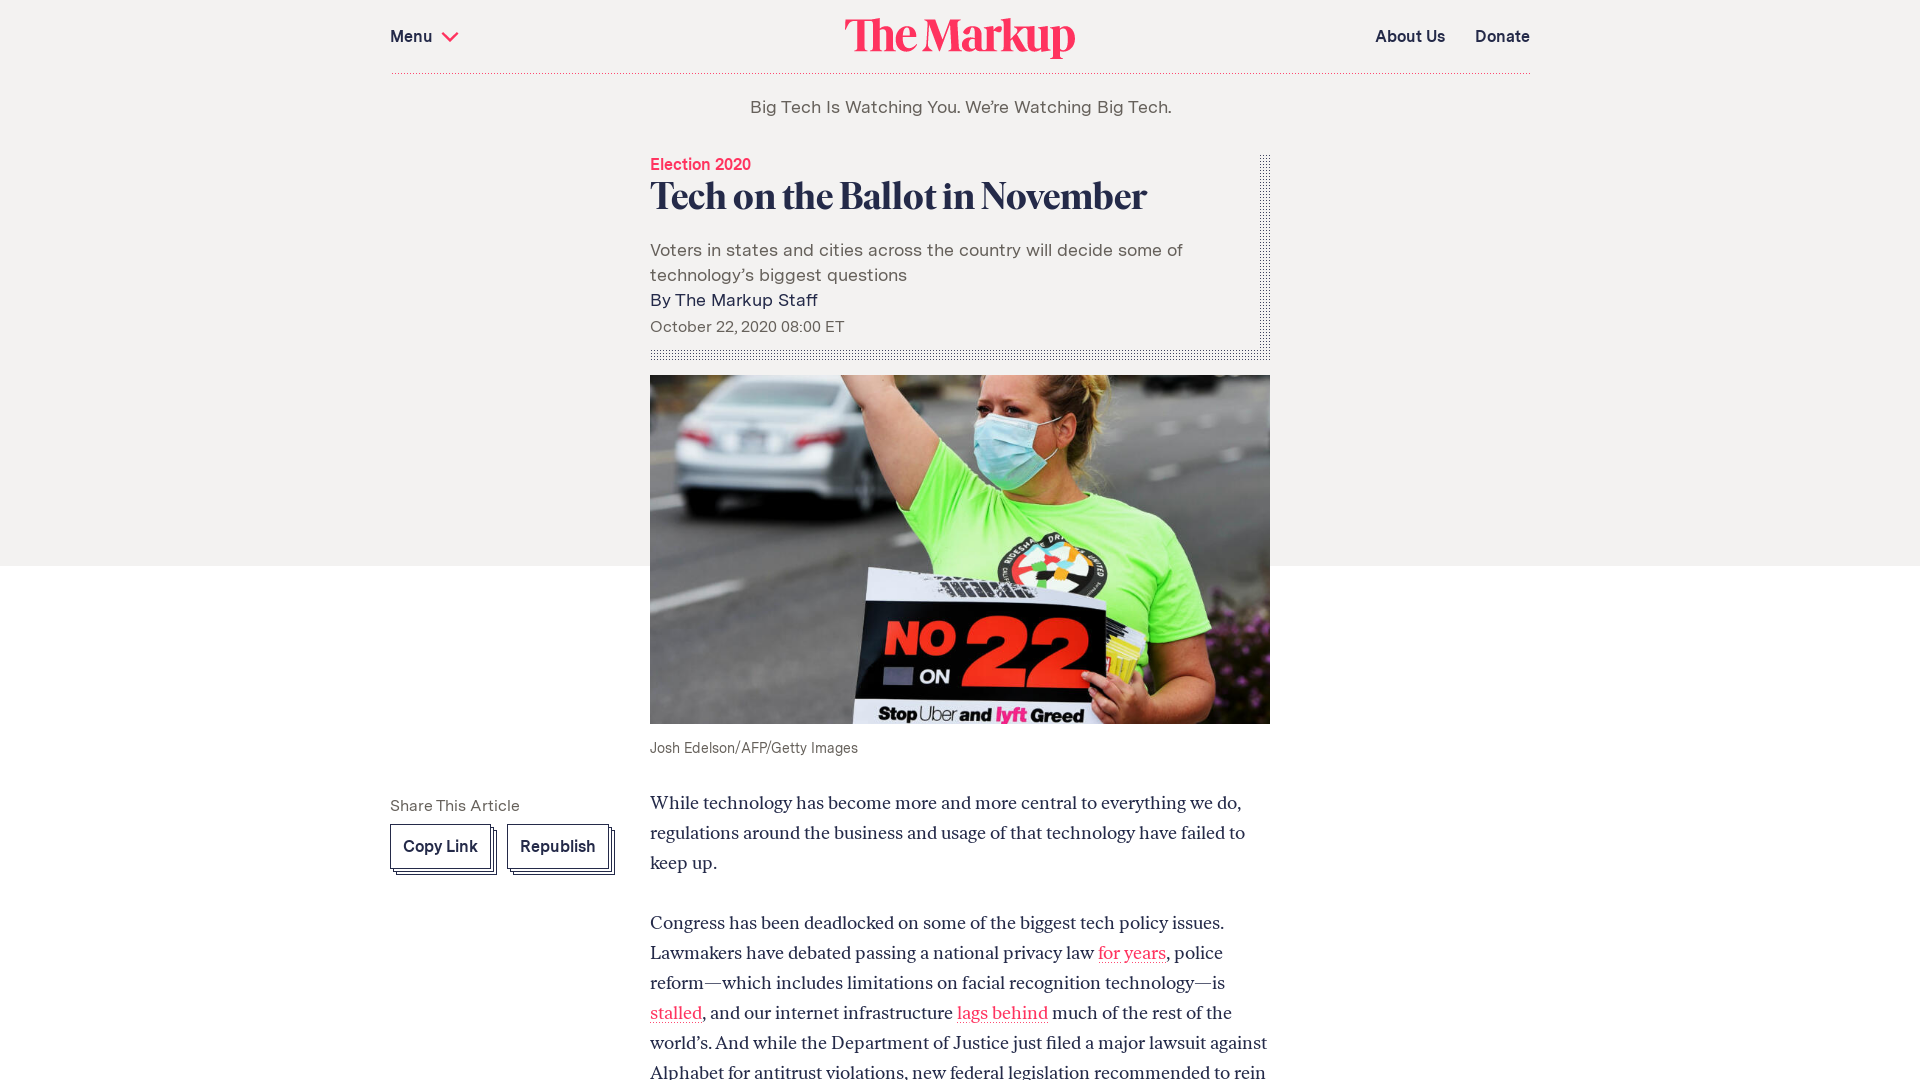 Menu
The Markup
About Us
Donate
Big Tech Is Watching You. We’re Watching Big Tech.
Election 2020
Tech on the Ballot in November
Voters in states and cities across the country will decide some of
technology’s biggest questions
By The Markup Staff
October 22, 2020 08:00 ET
NO
ON
22
Stop Uber and lyft Greed
Josh Edelson/AFP/Getty Images
Share This Article
Copy Link
Republish
While technology has become more and more central to everything we do,
regulations around the business and usage of that technology have failed to
keep up.
Congress has been deadlocked on some of the biggest tech policy issues.
Lawmakers have debated passing a national privacy law for years, police
reform—which includes limitations on facial recognition technology—is
stalled, and our internet infrastructure lags behind much of the rest of the
world’s. And while the Department of Justice just filed a major lawsuit against
Alphabet for antitrust violations, new federal legislation recommended to rein